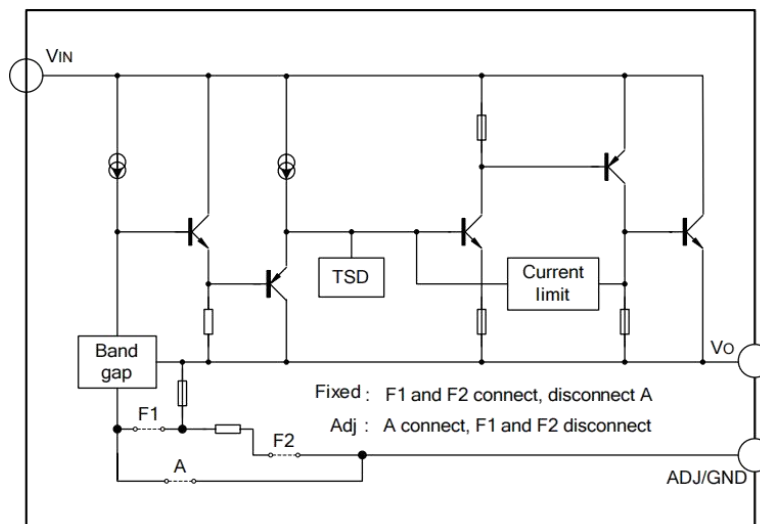 VIN
TSD
Current
limit
Band
gap
VO
Fixed : F1 and F2 connect, disconnect A
F1
Adj : A connect, F1 and F2 disconnect
F2
A
ADJ/GND